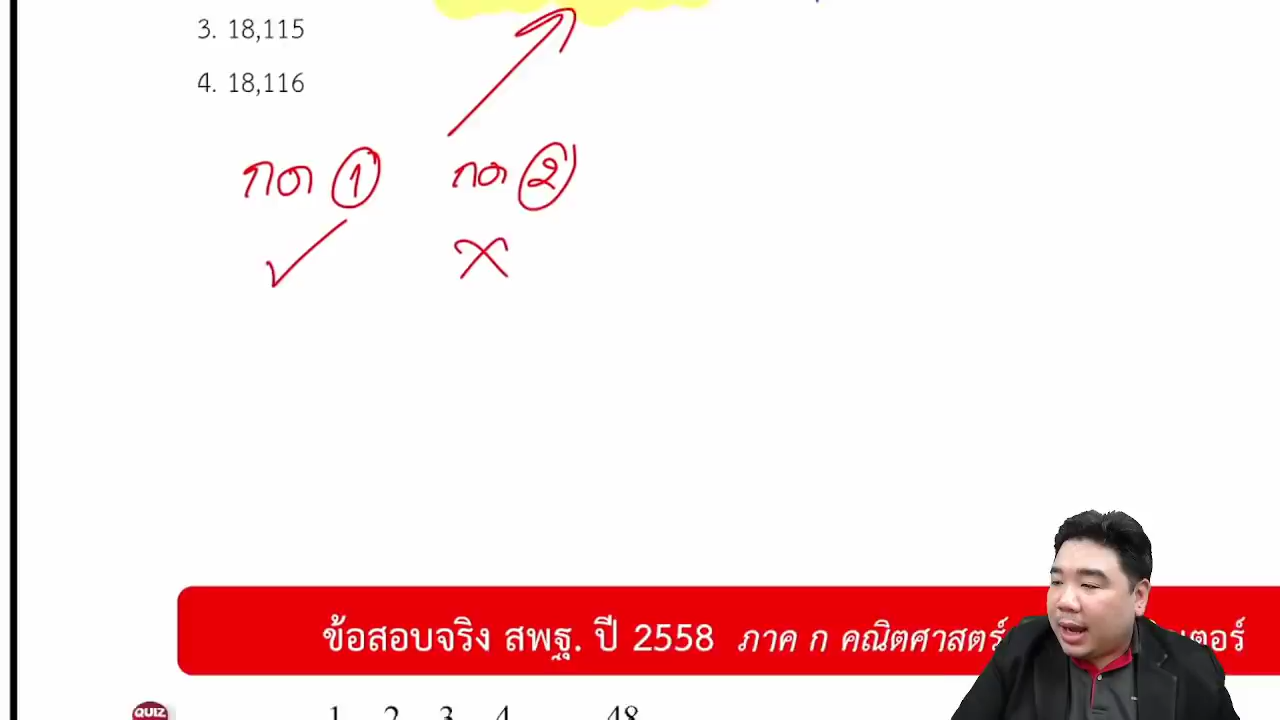 3. 18,115
4. 18,116
กด ① กด ②
ข้อสอบจริง สพฐ. ปี 2558 ภาค ก คณิตศาสตร์
QUIZ 1 2 3 4 48